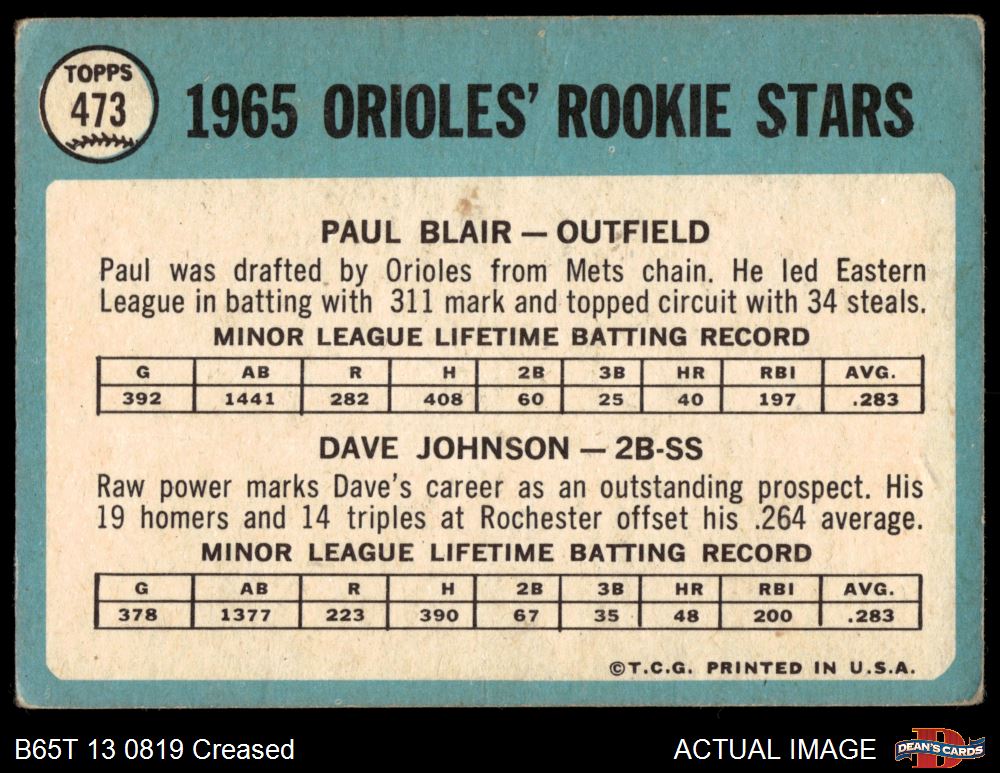 TOPPS
473
1965 ORIOLES' ROOKIE STARS
PAUL BLAIR — OUTFIELD
Paul was drafted by Orioles from Mets chain. He led Eastern
League in batting with 311 mark and topped circuit with 34 steals.
MINOR LEAGUE LIFETIME BATTING RECORD
G AB R H 2B 3B HR RBI AVG.
392 1441 282 408 60 25 40 197 .283
DAVE JOHNSON — 2B-SS
Raw power marks Dave's career as an outstanding prospect. His
19 homers and 14 triples at Rochester offset his .264 average.
MINOR LEAGUE LIFETIME BATTING RECORD
G AB R H 2B 3B HR RBI AVG.
378 1377 223 390 67 35 48 200 .283
©T.C.G. PRINTED IN U.S.A.
B65T 13 0819 Creased
ACTUAL IMAGE
DEAN'S CARDS